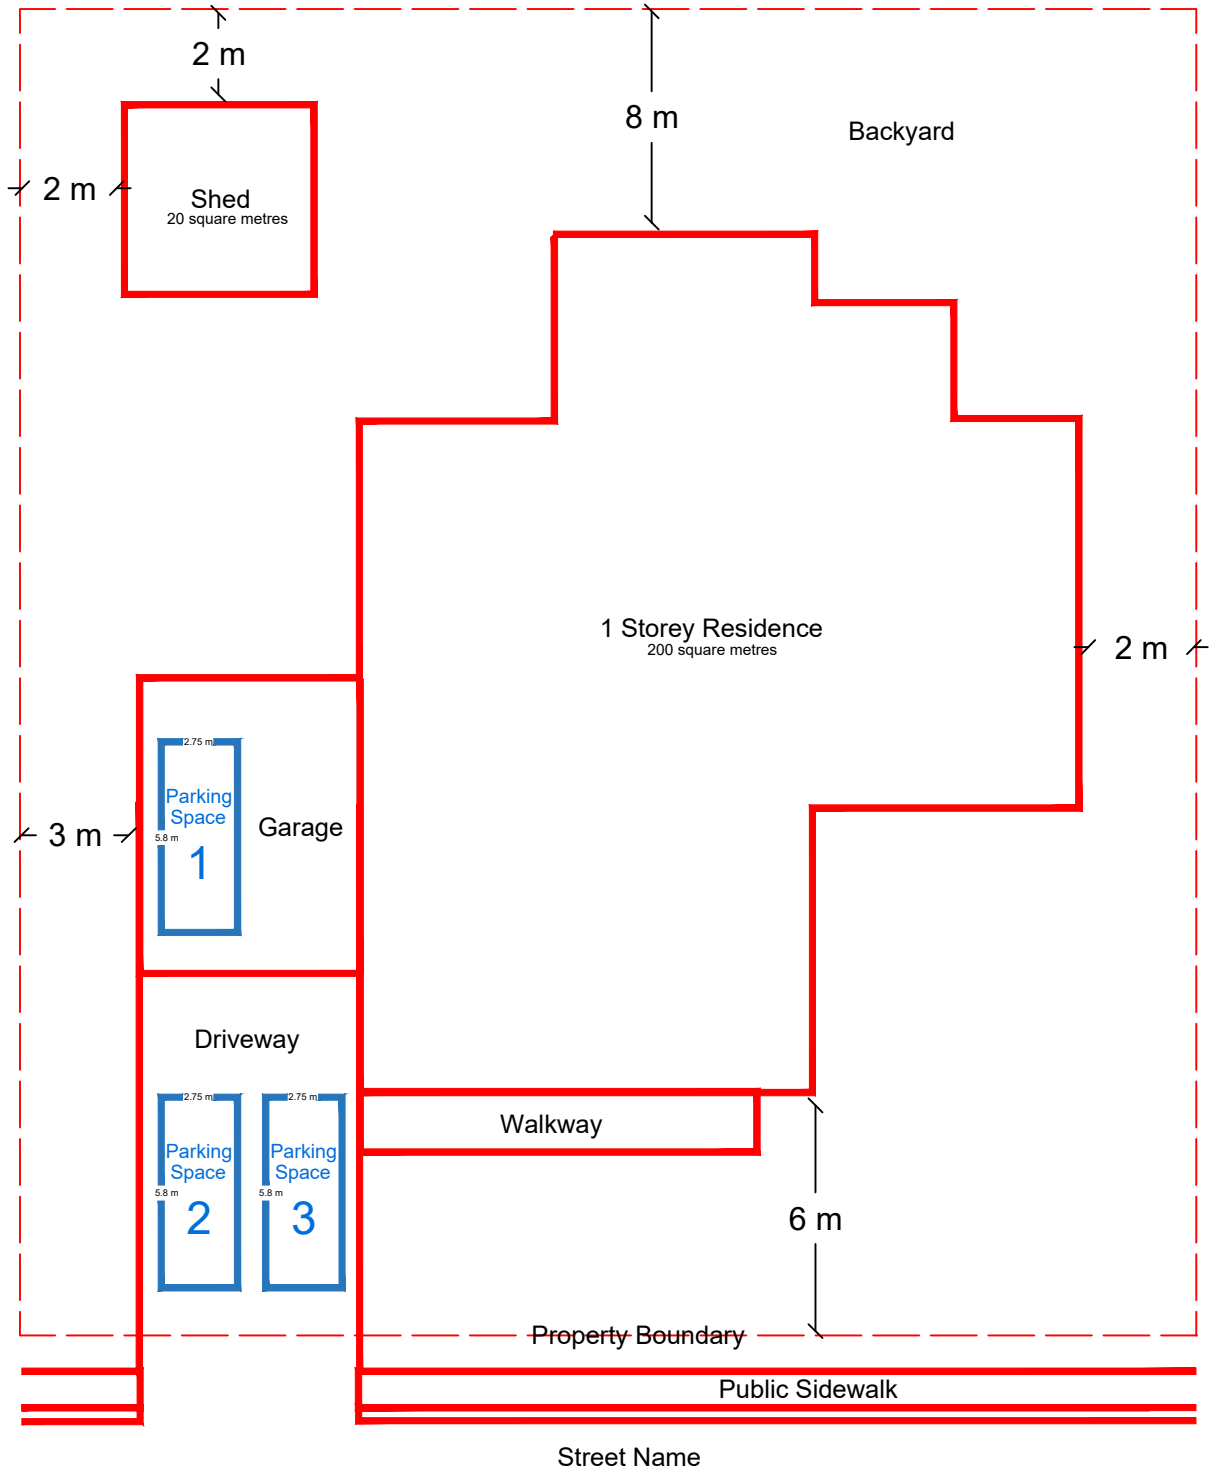 2 m
8 m
Backyard
2 m
Shed
20 square metres
1 Storey Residence
200 square metres
2 m
2.75 m
Parking
Space
1
5.8 m
Garage
3 m
Driveway
2.75 m
Parking
Space
2
5.8 m
2.75 m
Parking
Space
3
5.8 m
Walkway
6 m
Property Boundary
Public Sidewalk
Street Name